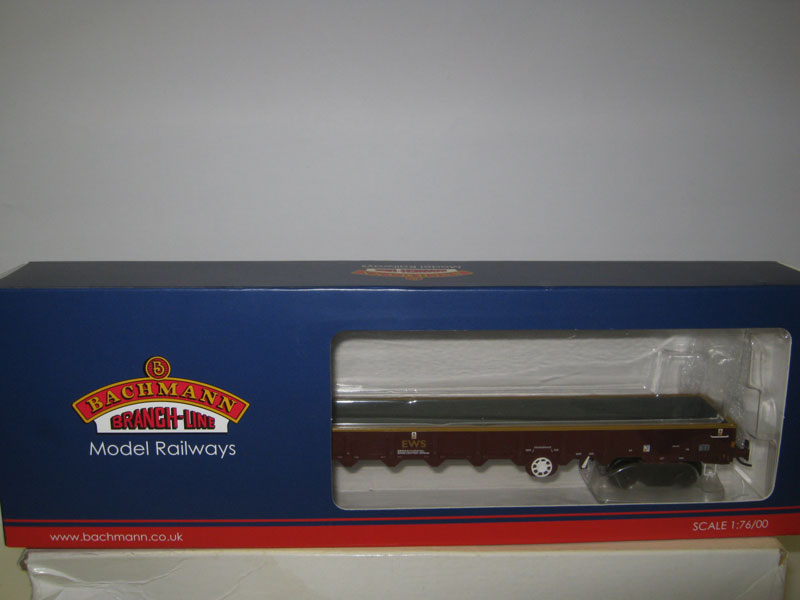 BACHMANN
BRANCH-LINE
Model Railways
EWS
www.bachmann.co.uk
SCALE 1:76/00